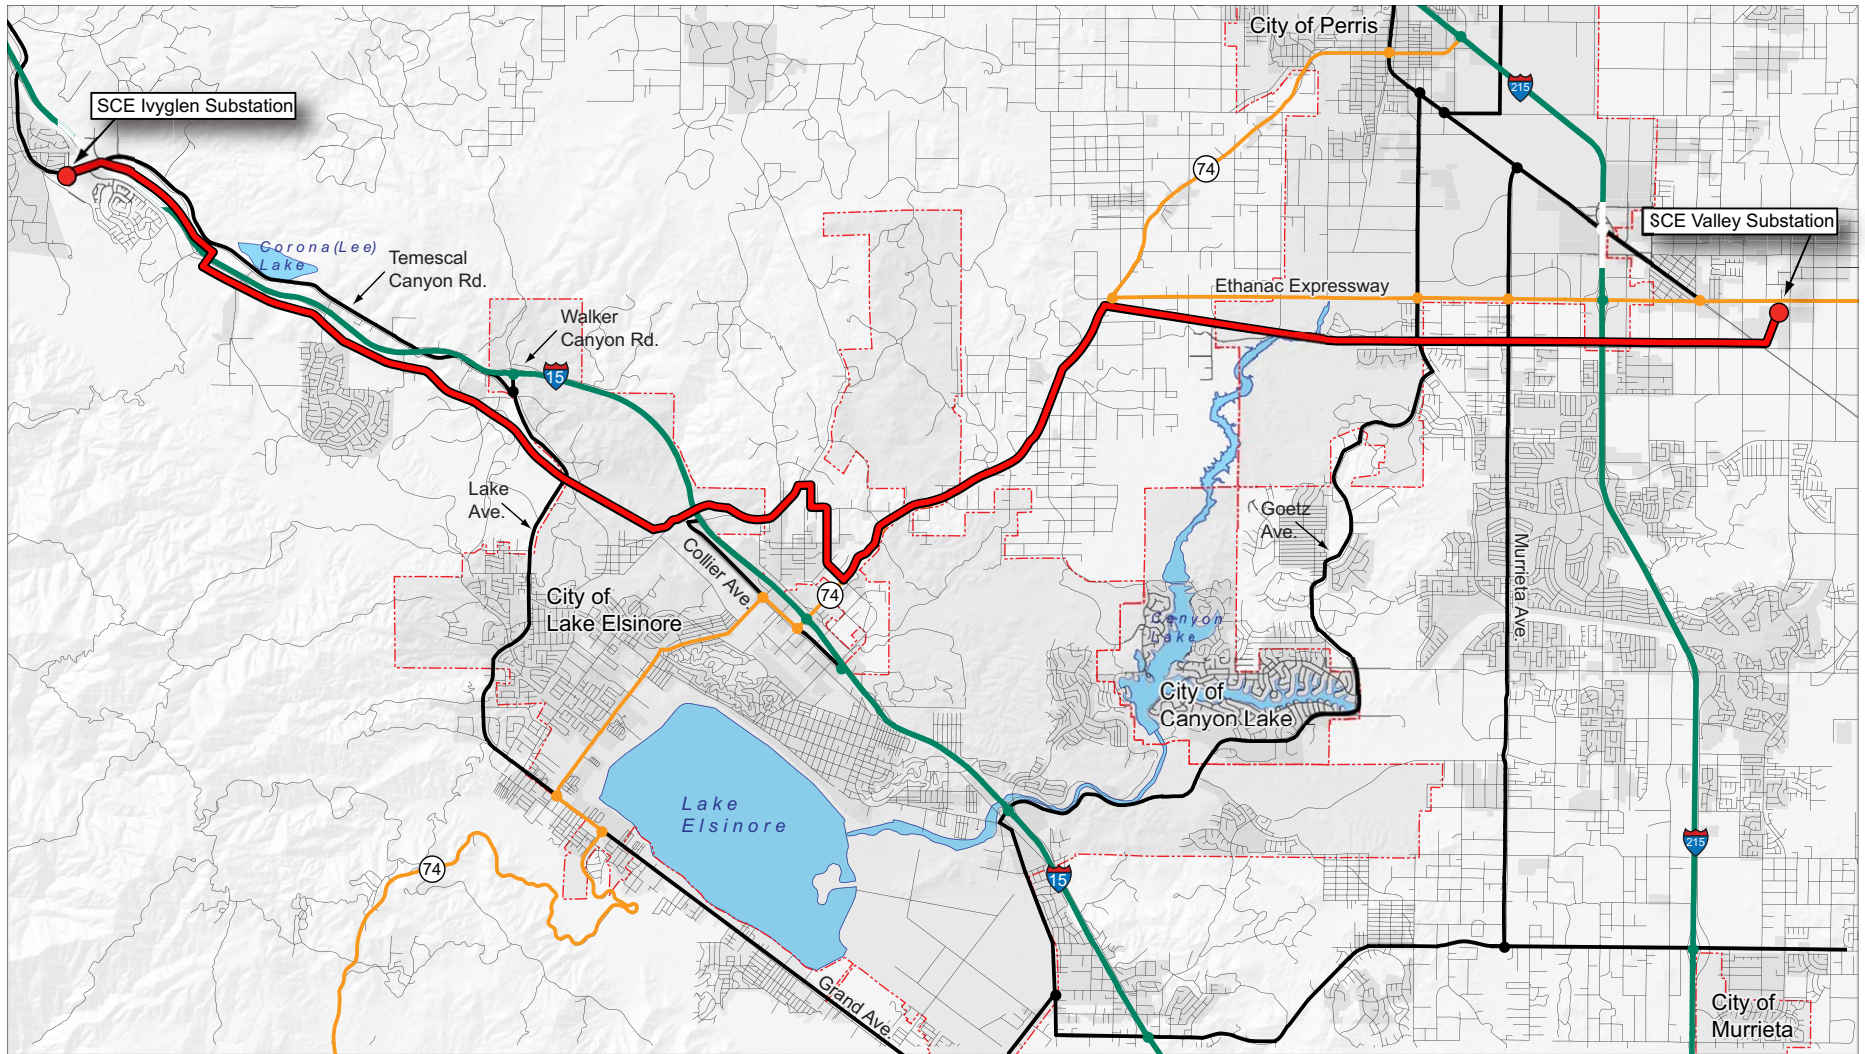 City of Perris
215
SCE Ivyglen Substation
74
SCE Valley Substation
Corona (Lee)
Lake
Temescal
Canyon Rd.
Ethanac Expressway
Walker
Canyon Rd.
15
Lake
Ave.
Goetz
Ave.
Collier Ave.
Murrieta Ave.
City of
Lake Elsinore
74
Canyon
Lake
City of
Canyon Lake
Lake
Elsinore
215
74
15
Grand Ave.
City of
Murrieta